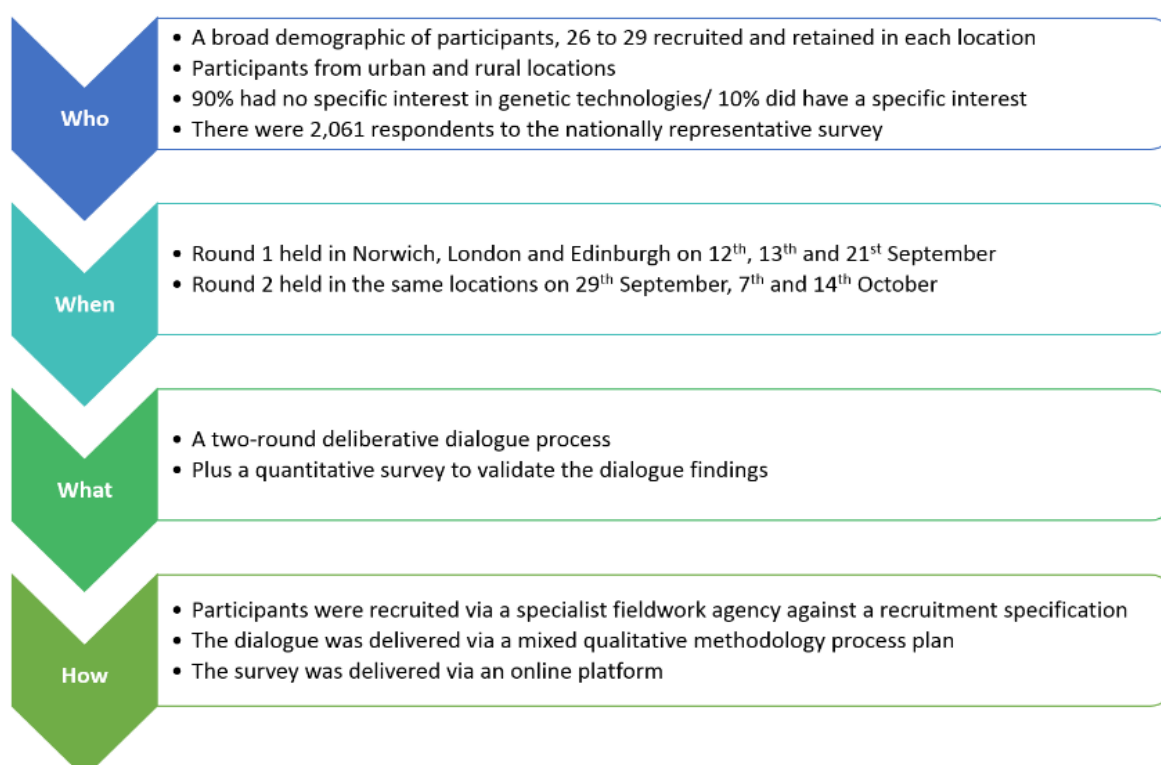 Who
• A broad demographic of participants, 26 to 29 recruited and retained in each location
• Participants from urban and rural locations
• 90% had no specific interest in genetic technologies/ 10% did have a specific interest
• There were 2,061 respondents to the nationally representative survey
When
• Round 1 held in Norwich, London and Edinburgh on 12th, 13th and 21st September
• Round 2 held in the same locations on 29th September, 7th and 14th October
What
• A two-round deliberative dialogue process
• Plus a quantitative survey to validate the dialogue findings
How
• Participants were recruited via a specialist fieldwork agency against a recruitment specification
• The dialogue was delivered via a mixed qualitative methodology process plan
• The survey was delivered via an online platform